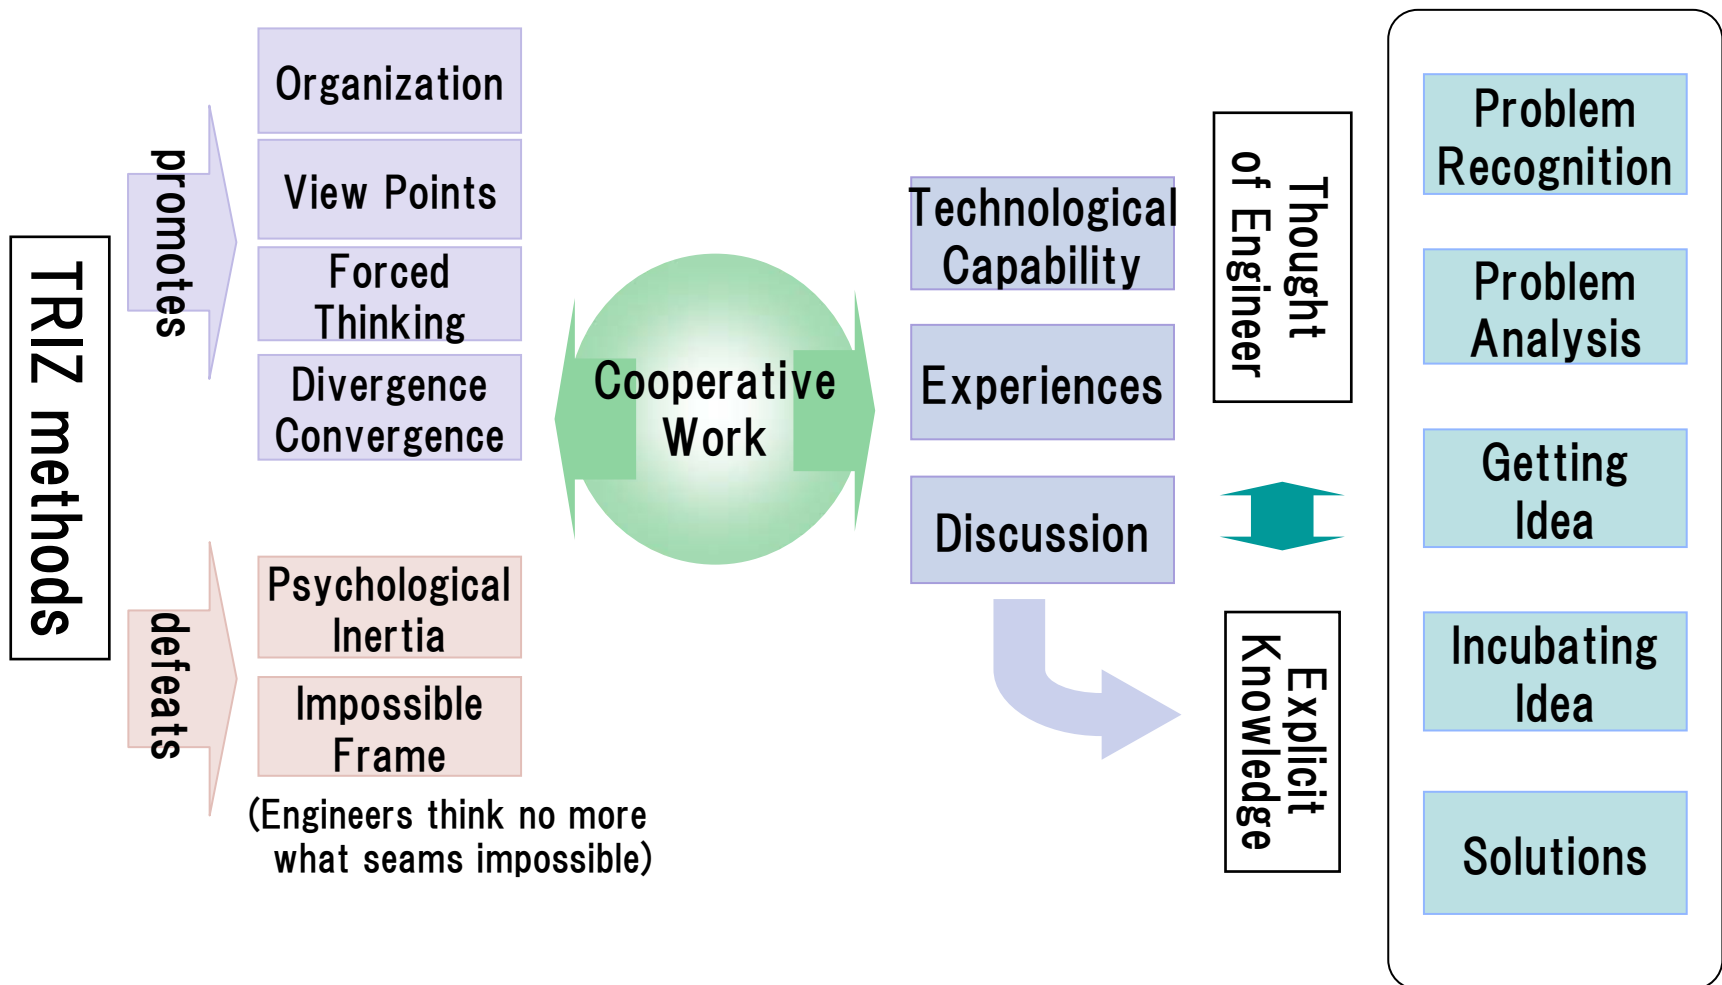 TRIZ methods
promotes
Organization
View Points
Forced
Thinking
Divergence
Convergence
defeats
Psychological
Inertia
Impossible
Frame
(Engineers think no more
what seams impossible)
Cooperative
Work
Technological
Capability
Experiences
Discussion
Thought
of Engineer
Explicit
Knowledge
Problem
Recognition
Problem
Analysis
Getting
Idea
Incubating
Idea
Solutions